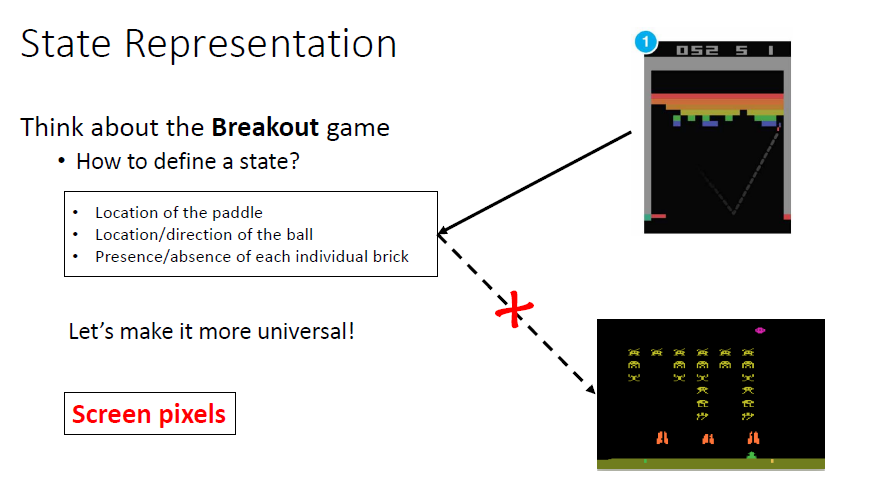 State Representation
1
052 5 1
Think about the Breakout game
• How to define a state?
• Location of the paddle
• Location/direction of the ball
• Presence/absence of each individual brick
Let's make it more universal!
Screen pixels